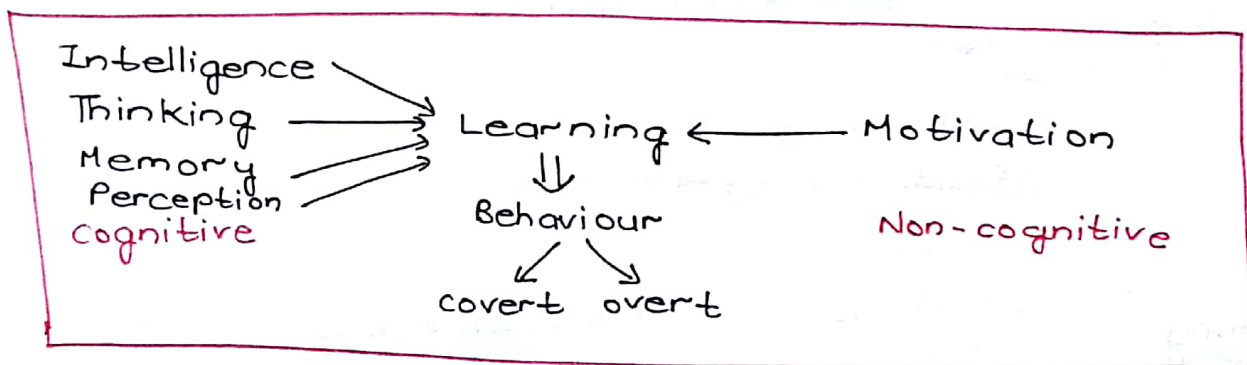 Intelligence
Thinking
Memory
Perception
Cognitive
Learning
Motivation
Behaviour
Non-cognitive
covert overt